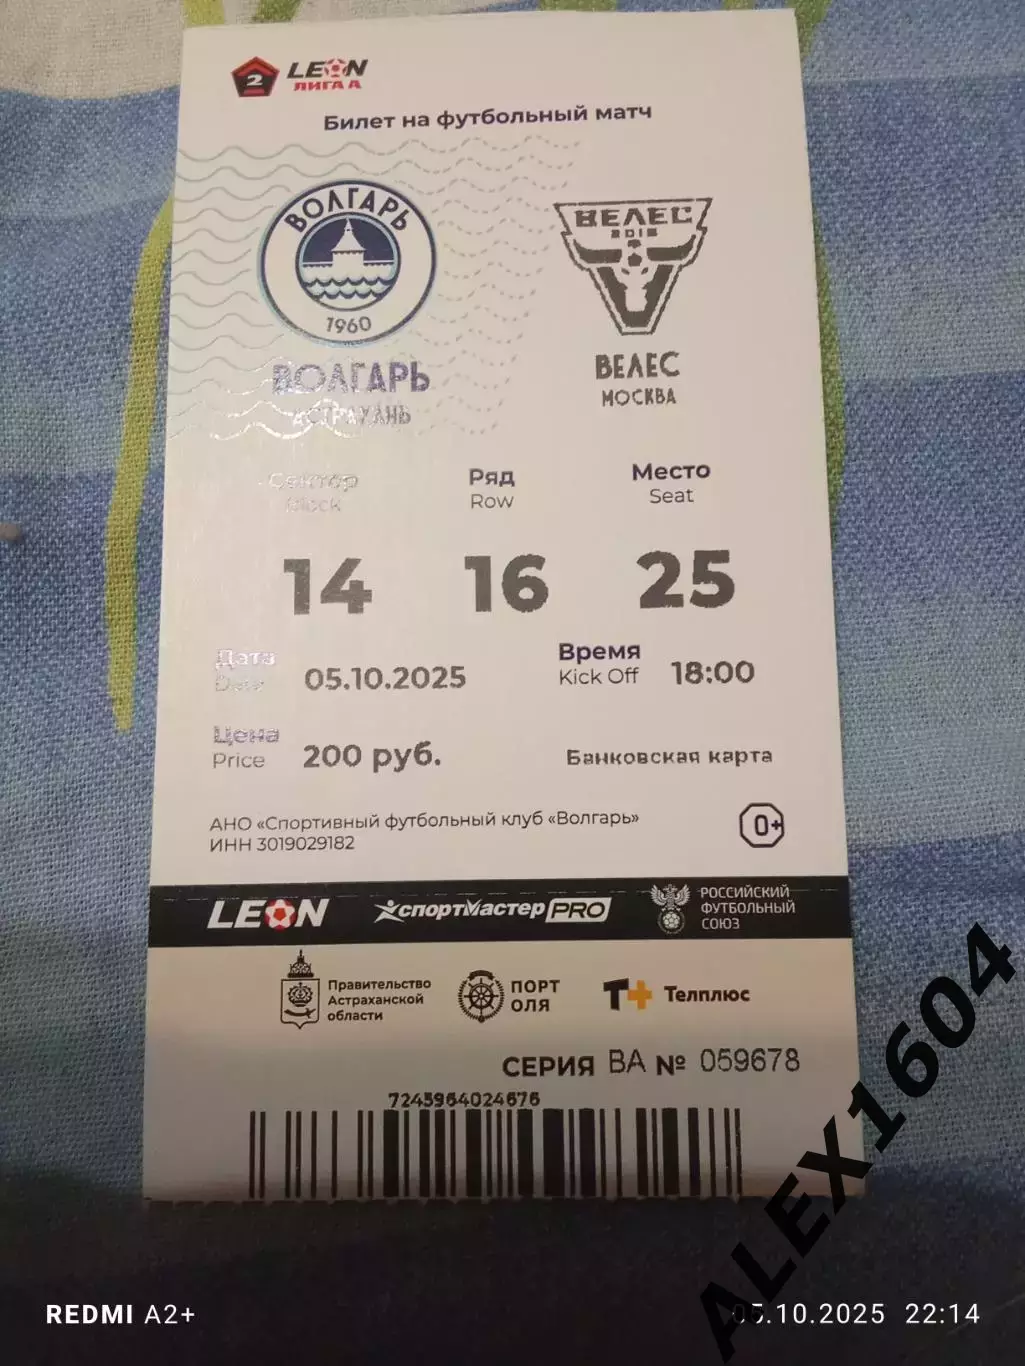 2 LEON
ЛИГА А
Билет на футбольный матч
ВОЛГАРЬ
1960
ВЕЛЕС
2016
ВОЛГАРЬ
АСТРАХАНЬ
ВЕЛЕС
МОСКВА
Сектор Ряд Место
Block Row Seat
14 16 25
Дата 05.10.2025 Время 18:00
Date Kick Off
Цена 200 руб. Банковская карта
Price
АНО «Спортивный футбольный клуб «Волгарь»
ИНН 3019029182
0+
LEON СПОРТМАСТЕР PRO РОССИЙСКИЙ
ФУТБОЛЬНЫЙ
СОЮЗ
Правительство
Астраханской
области
ПОРТ
ОЛЯ
Т+ Телплюс
СЕРИЯ ВА № 059678
7245964024676
ALEX1604
REDMI A2+ 05.10.2025 22:14